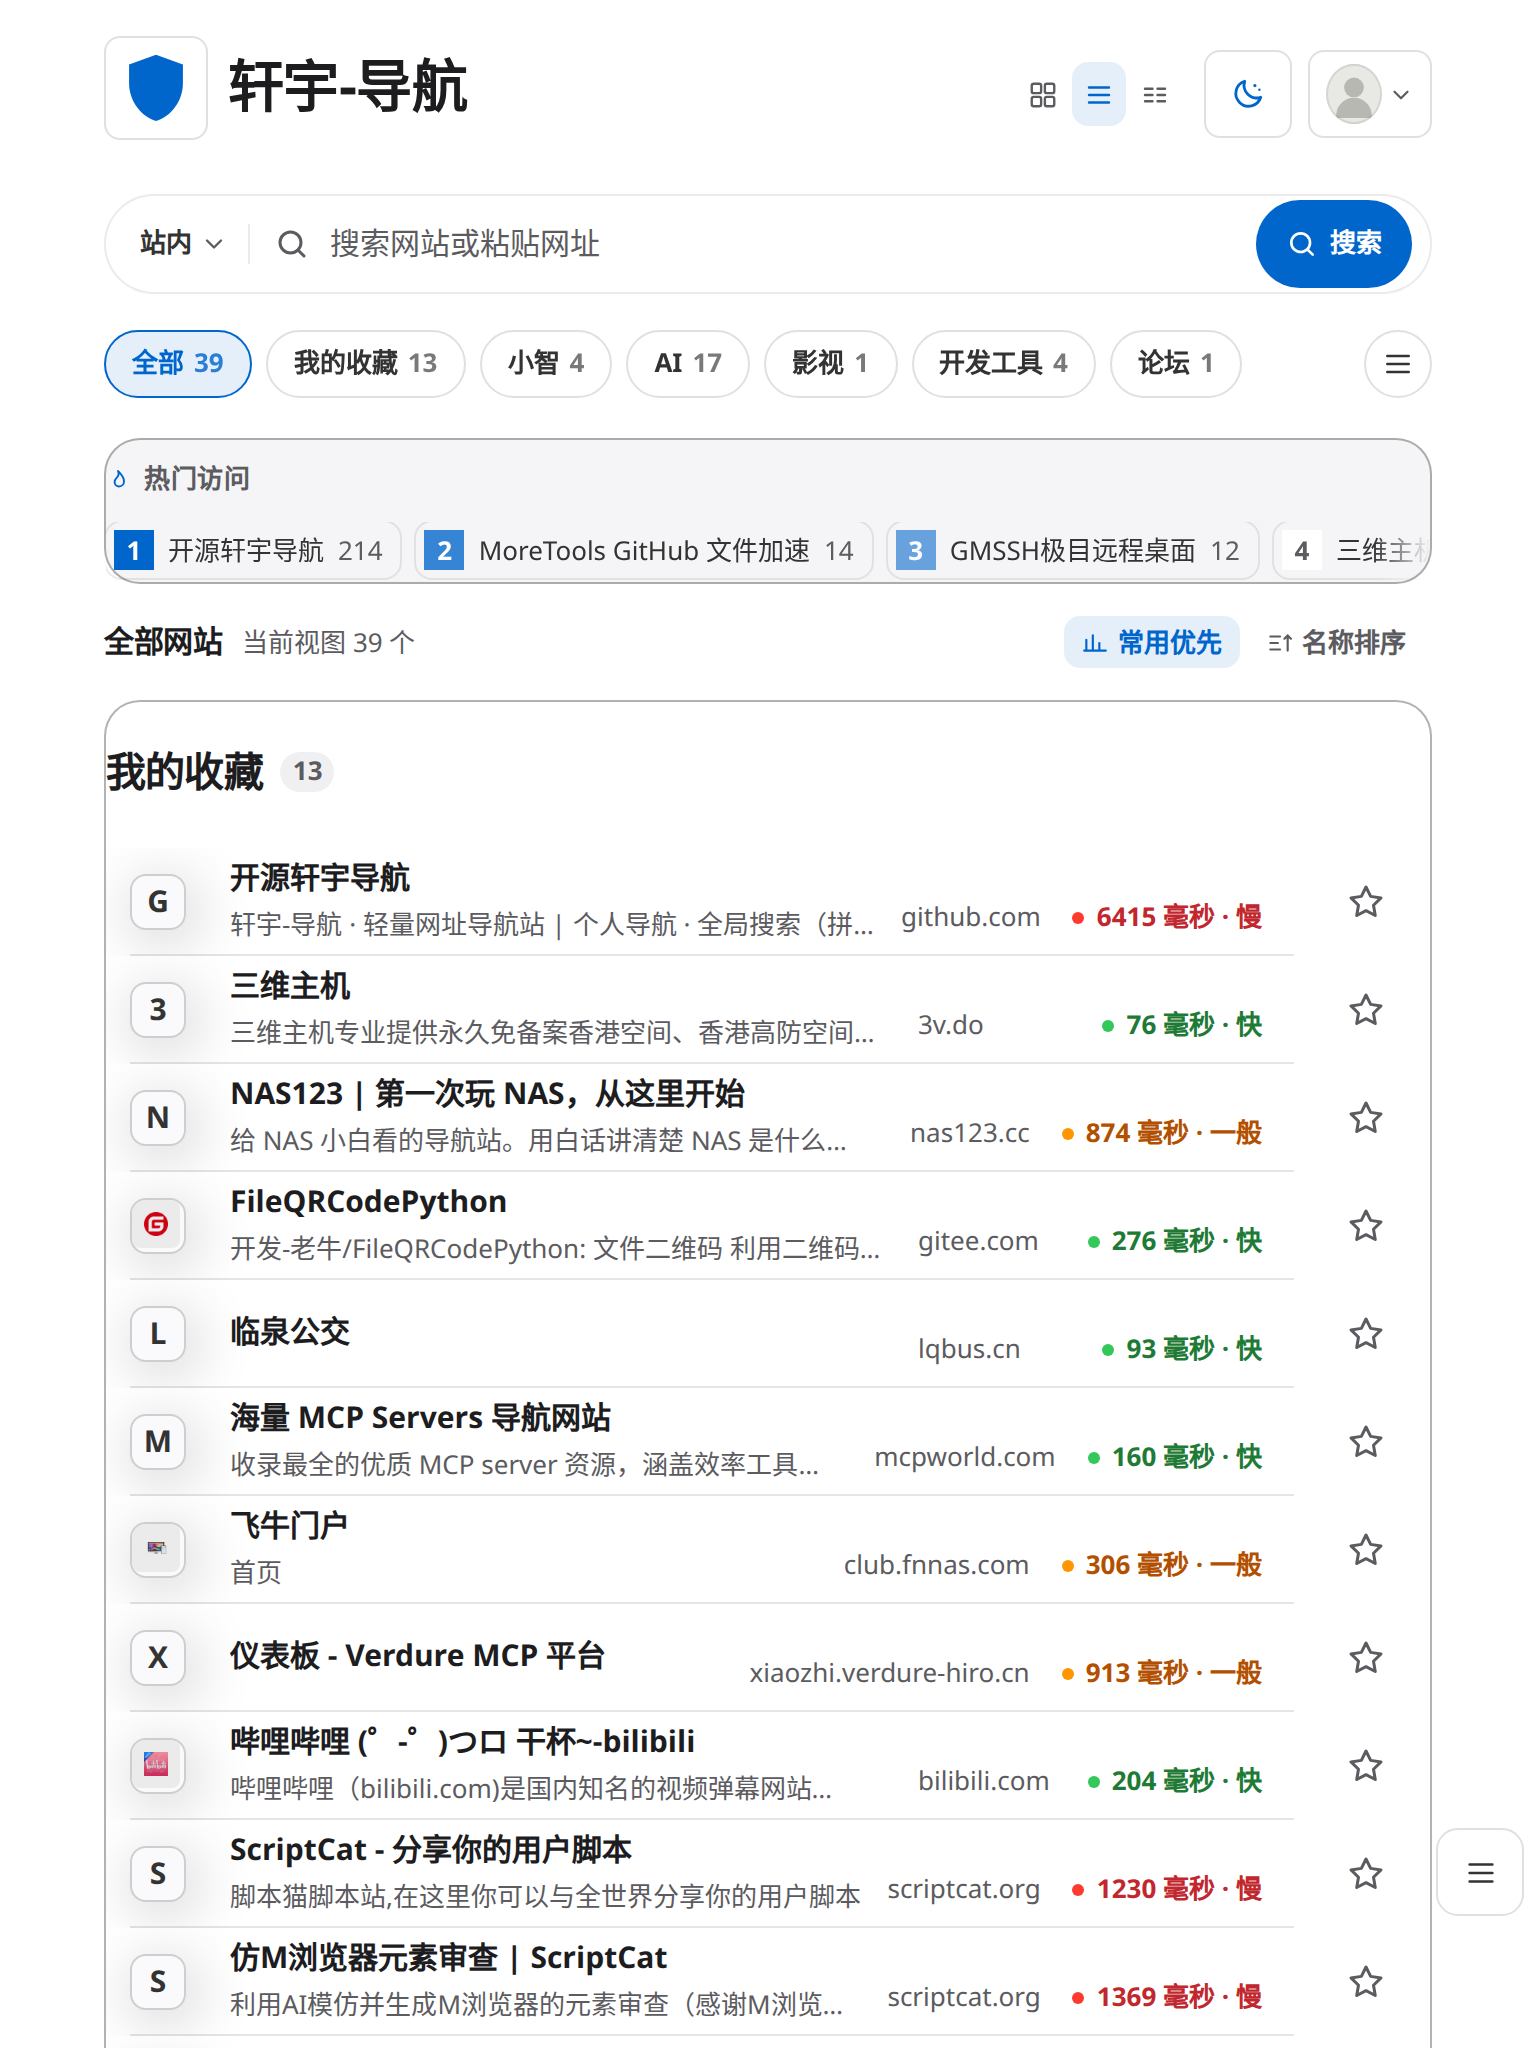 轩宇-导航
站内 搜索网站或粘贴网址 搜索
全部 39 我的收藏 13 小智 4 AI 17 影视 1 开发工具 4 论坛 1
热门访问
1 开源轩宇导航 214 2 MoreTools GitHub 文件加速 14 3 GMSSH极目远程桌面 12 4 三维主
全部网站 当前视图 39 个 常用优先 名称排序
我的收藏 13
开源轩宇导航
G 轩宇-导航 · 轻量网址导航站 | 个人导航 · 全局搜索（拼... github.com 6415 毫秒 · 慢
三维主机
3 三维主机专业提供永久免备案香港空间、香港高防空间... 3v.do 76 毫秒 · 快
NAS123 | 第一次玩 NAS，从这里开始
N 给 NAS 小白看的导航站。用白话讲清楚 NAS 是什么... nas123.cc 874 毫秒 · 一般
FileQRCodePython
G 开发-老牛/FileQRCodePython: 文件二维码 利用二维码... gitee.com 276 毫秒 · 快
L 临泉公交 lqbus.cn 93 毫秒 · 快
海量 MCP Servers 导航网站
M 收录最全的优质 MCP server 资源，涵盖效率工具... mcpworld.com 160 毫秒 · 快
飞牛门户
首页 club.fnnas.com 306 毫秒 · 一般
X 仪表板 - Verdure MCP 平台 xiaozhi.verdure-hiro.cn 913 毫秒 · 一般
哔哩哔哩 (゜-゜)つロ 干杯~-bilibili
哔哩哔哩（bilibili.com)是国内知名的视频弹幕网站... bilibili.com 204 毫秒 · 快
ScriptCat - 分享你的用户脚本
S 脚本猫脚本站,在这里你可以与全世界分享你的用户脚本 scriptcat.org 1230 毫秒 · 慢
仿M浏览器元素审查 | ScriptCat
S 利用AI模仿并生成M浏览器的元素审查（感谢M浏览... scriptcat.org 1369 毫秒 · 慢